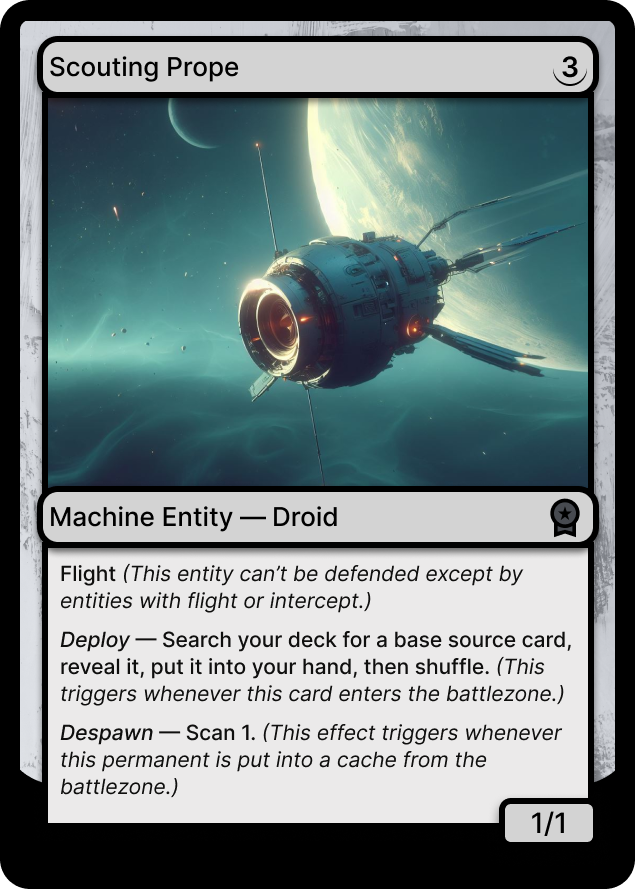 Scouting Prope
3
Machine Entity — Droid
Flight (This entity can’t be defended except by
entities with flight or intercept.)
Deploy — Search your deck for a base source card,
reveal it, put it into your hand, then shuffle. (This
triggers whenever this card enters the battlezone.)
Despawn — Scan 1. (This effect triggers whenever
this permanent is put into a cache from the
battlezone.)
1/1